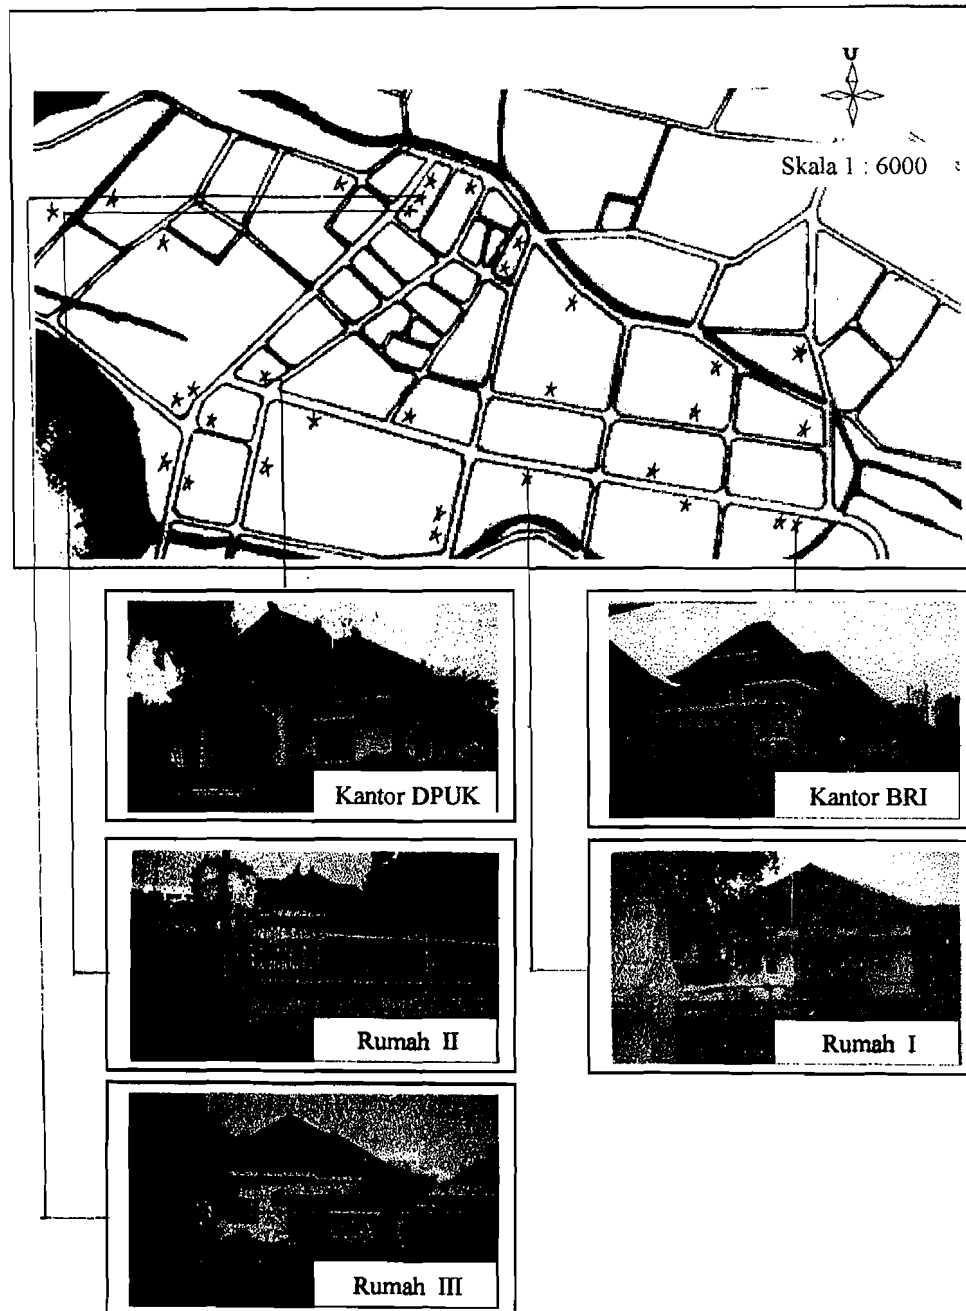 U
Skala 1 : 6000
Kantor DPUK
Kantor BRI
Rumah II
Rumah I
Rumah III